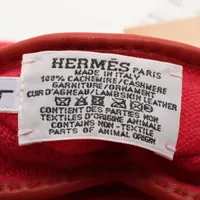 HERMÈS PARIS
MADE IN ITALY
100% CACHEMIRE/CASHMERE
GARNITURE/ORNAMENT
CUIR D'AGNEAU/LAMBSKIN LEATHER
CONTIENT DES PARTIES NON
TEXTILES D'ORIGINE ANIMALE
CONTAINS NON-TEXTILE
PARTS OF ANIMAL ORIGIN